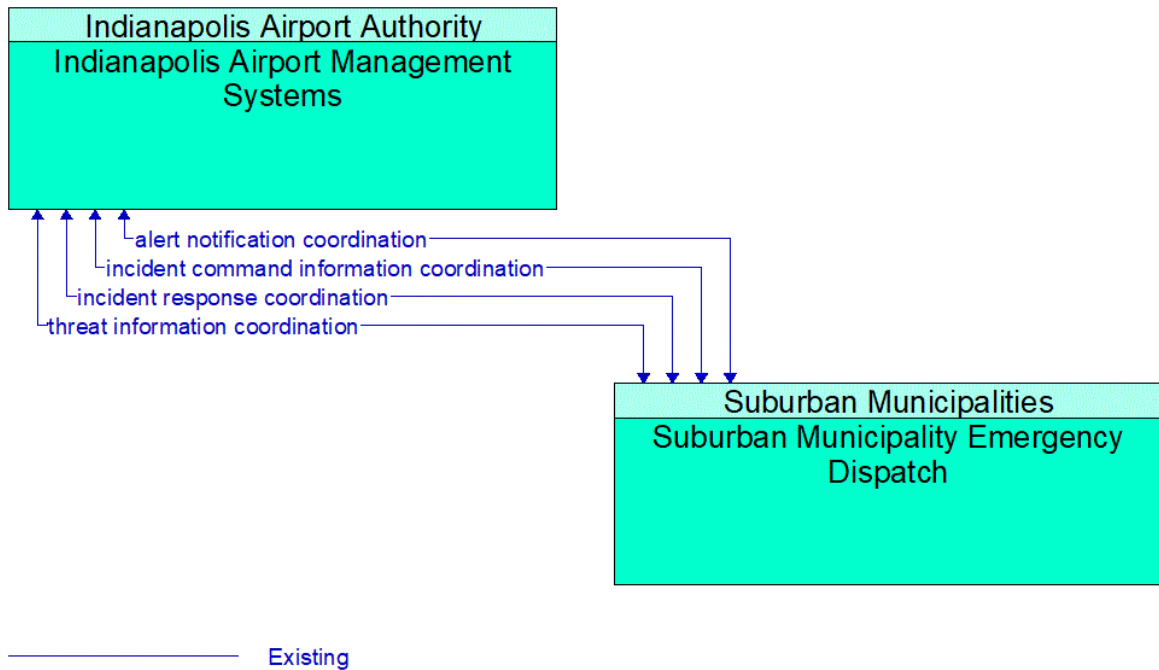 Indianapolis Airport Authority
Indianapolis Airport Management
Systems
alert notification coordination
incident command information coordination
incident response coordination
threat information coordination
Suburban Municipalities
Suburban Municipality Emergency
Dispatch
Existing